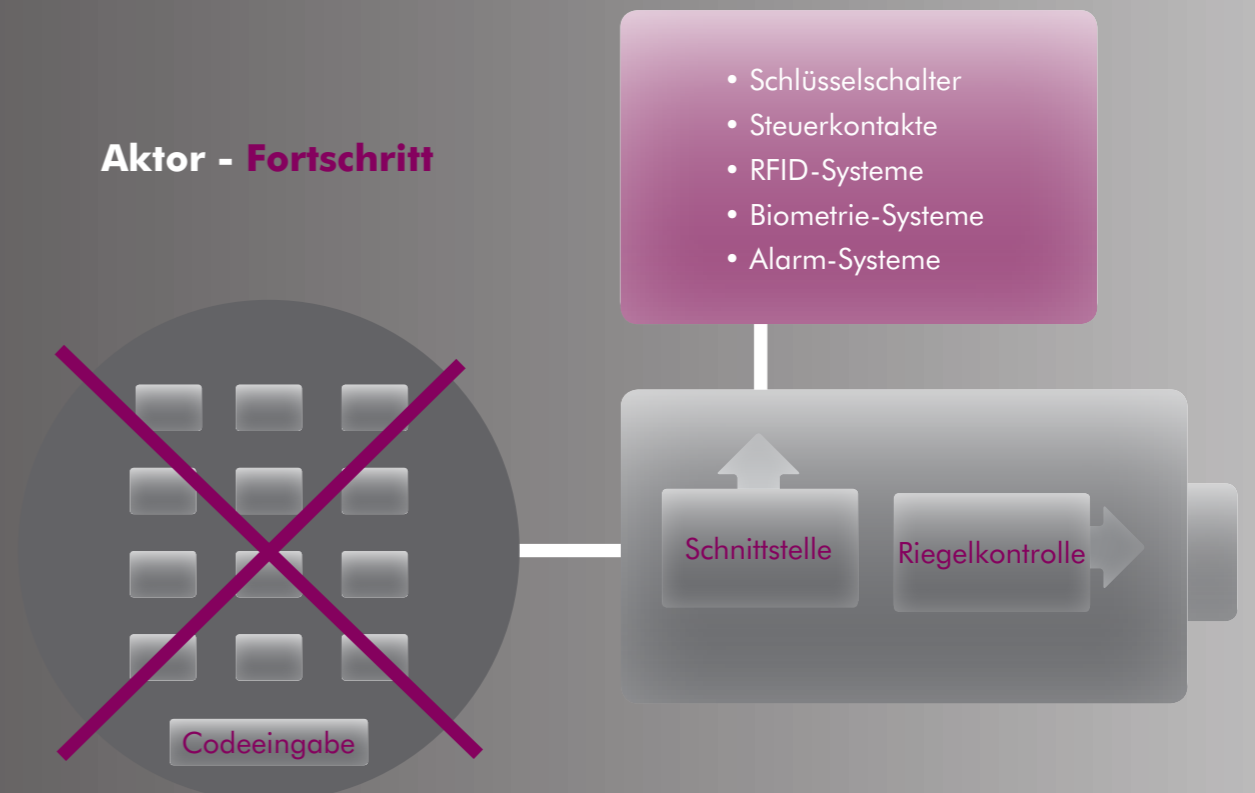 Aktor - Fortschritt
• Schlüsselschalter
• Steuerkontakte
• RFID-Systeme
• Biometrie-Systeme
• Alarm-Systeme
Schnittstelle
Riegelkontrolle
Codeeingabe